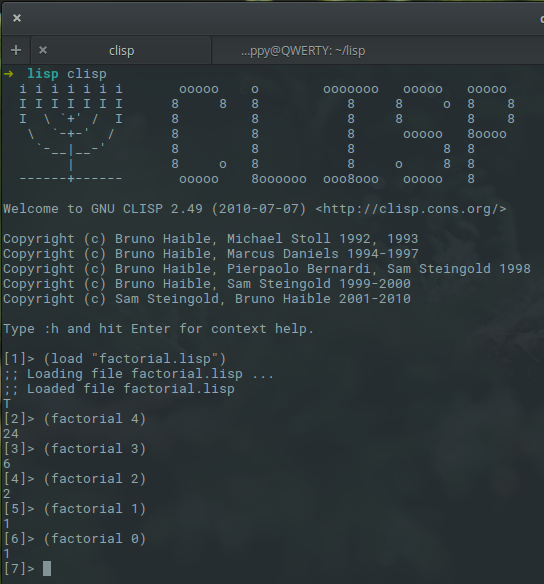 clisp
...ppy@QWERTY: ~/lisp
➜ lisp clisp
  i i i i i i i       ooooo    o        ooooooo   ooooo   ooooo
  I I I I I I I      8     8   8           8     8     o  8    8
  I  \ `+' /  I      8         8           8     8        8    8
   \  `-+-'  /       8         8           8      ooooo   8oooo
    `-__|__-'        8         8           8           8  8
        |            8     o   8           8     o     8  8
  ------+------       ooooo    8oooooo  ooo8ooo   ooooo   8
Welcome to GNU CLISP 2.49 (2010-07-07) <http://clisp.cons.org/>
Copyright (c) Bruno Haible, Michael Stoll 1992, 1993
Copyright (c) Bruno Haible, Marcus Daniels 1994-1997
Copyright (c) Bruno Haible, Pierpaolo Bernardi, Sam Steingold 1998
Copyright (c) Bruno Haible, Sam Steingold 1999-2000
Copyright (c) Sam Steingold, Bruno Haible 2001-2010
Type :h and hit Enter for context help.
[1]> (load "factorial.lisp")
;; Loading file factorial.lisp ...
;; Loaded file factorial.lisp
T
[2]> (factorial 4)
24
[3]> (factorial 3)
6
[4]> (factorial 2)
2
[5]> (factorial 1)
1
[6]> (factorial 0)
1
[7]>